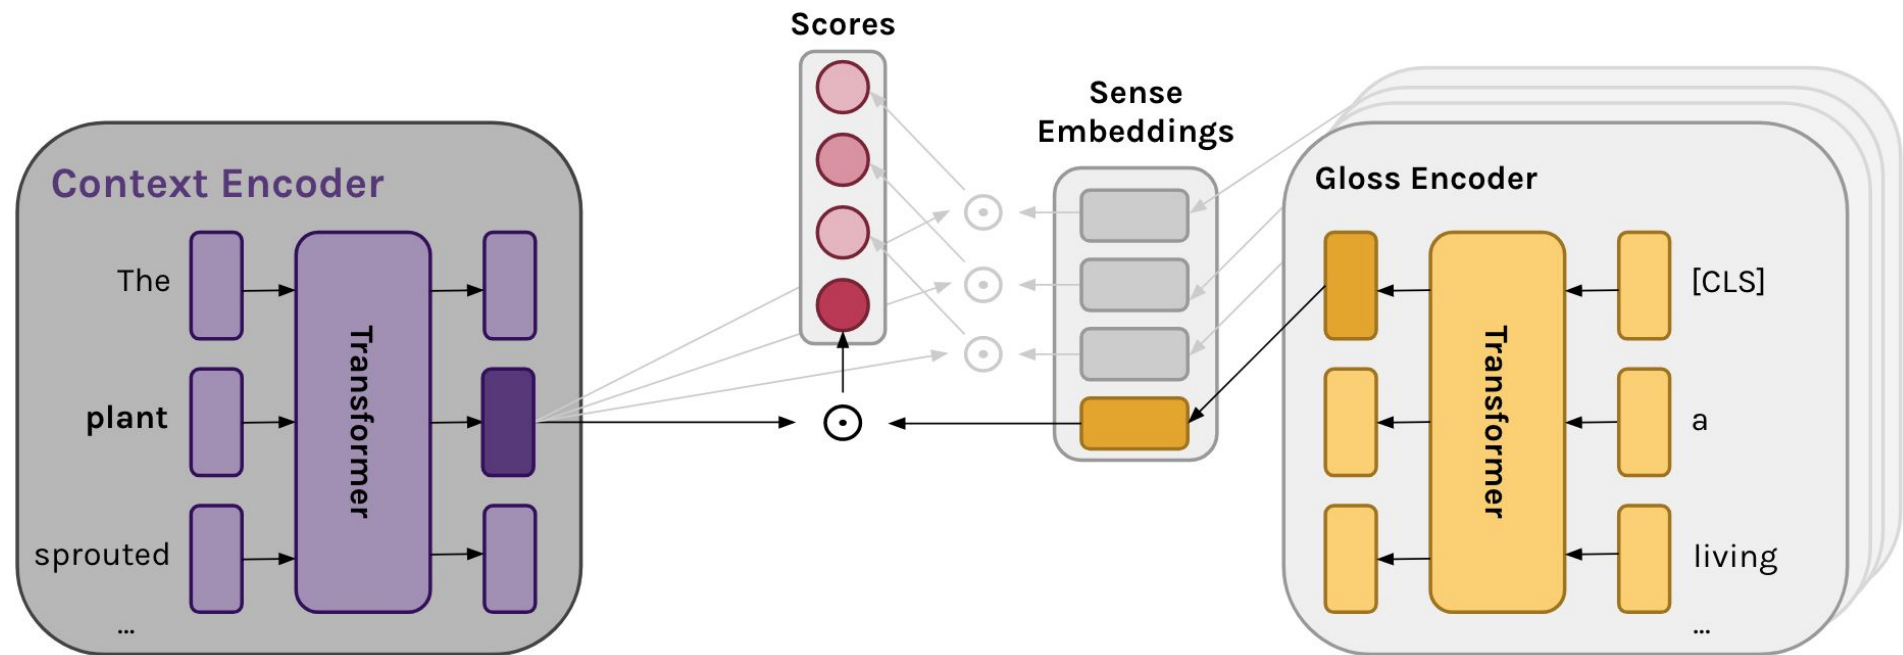 Scores
Sense
Embeddings
Context Encoder
The
plant
sprouted
...
Transformer
Gloss Encoder
Transformer
[CLS]
a
living
...